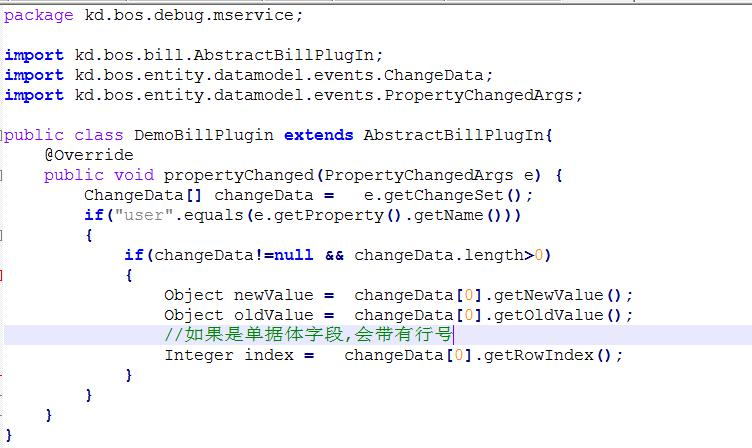 package kd.bos.debug.mservice;
import kd.bos.bill.AbstractBillPlugIn;
import kd.bos.entity.datamodel.events.ChangeData;
import kd.bos.entity.datamodel.events.PropertyChangedArgs;
public class DemoBillPlugin extends AbstractBillPlugIn{
@Override
public void propertyChanged(PropertyChangedArgs e) {
ChangeData[] changeData =   e.getChangeSet();
if("user".equals(e.getProperty().getName()))
{
if(changeData!=null && changeData.length>0)
{
Object newValue =  changeData[0].getNewValue();
Object oldValue =  changeData[0].getOldValue();
//如果是单据体字段,会带有行号
Integer index =   changeData[0].getRowIndex();
}
}
}
}